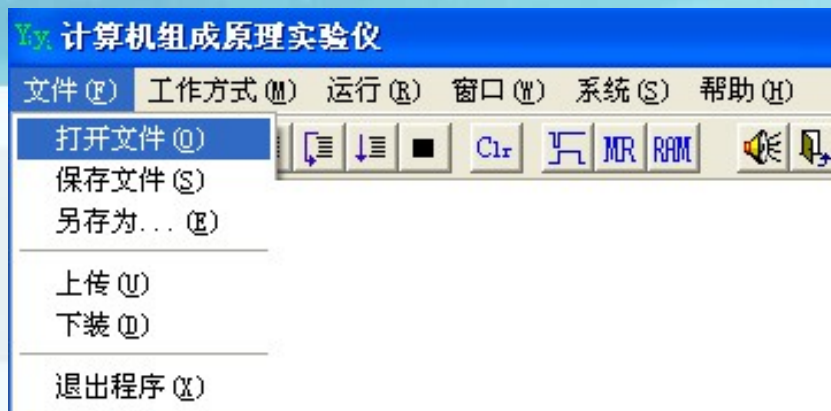 Yy 计算机组成原理实验仪
文件(F) 工作方式(M) 运行(R) 窗口(W) 系统(S) 帮助(H)
打开文件(O)
Clr MR RAM
保存文件(S)
另存为...(E)
上传(U)
下装(D)
退出程序(X)